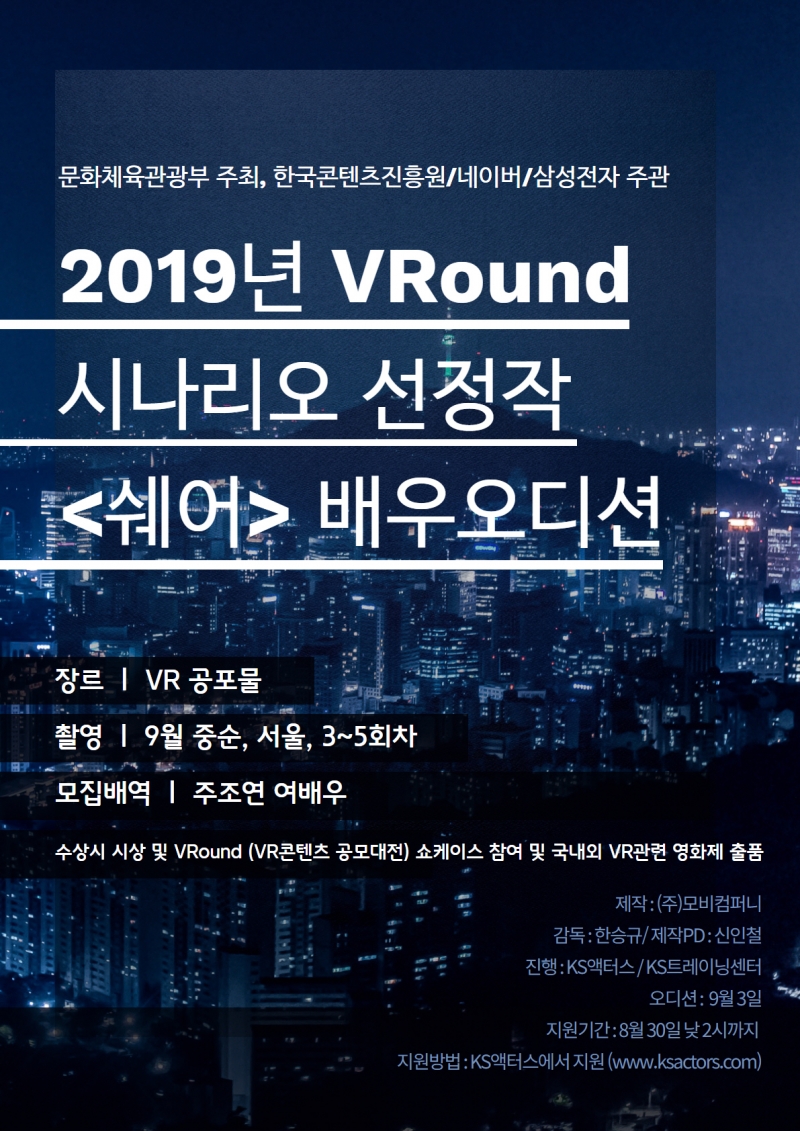 문화체육관광부 주최, 한국콘텐츠진흥원/네이버/삼성전자 주관
2019년 VRound
시나리오 선정작
<쉐어> 배우오디션
장르 ㅣ VR 공포물
촬영 ㅣ 9월 중순, 서울, 3~5회차
모집배역 ㅣ 주조연 여배우
수상시 시상 및 VRound (VR콘텐츠 공모대전) 쇼케이스 참여 및 국내외 VR관련 영화제 출품
제작 : (주)모비컴퍼니
감독 : 한승규/ 제작PD : 신인철
진행 : KS액터스 / KS트레이닝센터
오디션 : 9월 3일
지원기간 : 8월 30일 낮 2시까지
지원방법 : KS액터스에서 지원 (www.ksactors.com)